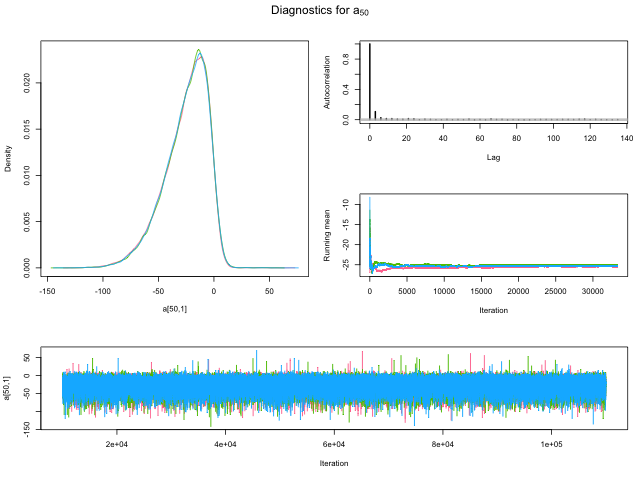 Diagnostics for a50
Density
0.000 0.005 0.010 0.015 0.020
-150 -100 -50 0 50
a[50,1]
Autocorrelation
0.0 0.4 0.8
0 20 40 60 80 100 120 140
Lag
Running mean
-25 -20 -15 -10
0 5000 10000 15000 20000 25000 30000
Iteration
a[50,1]
-150 -50 0 50
2e+04 4e+04 6e+04 8e+04 1e+05
Iteration